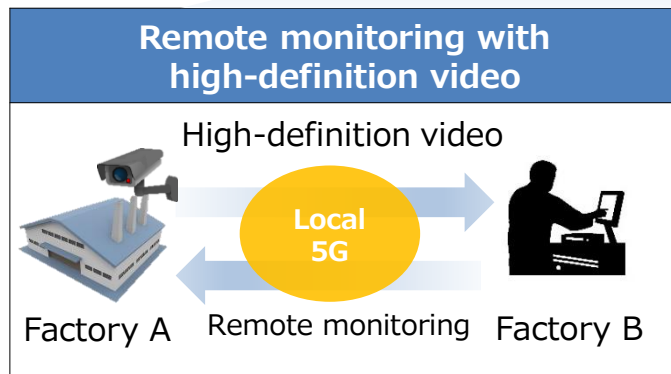 Remote monitoring with
high-definition video
High-definition video
Local
5G
Factory A
Remote monitoring
Factory B